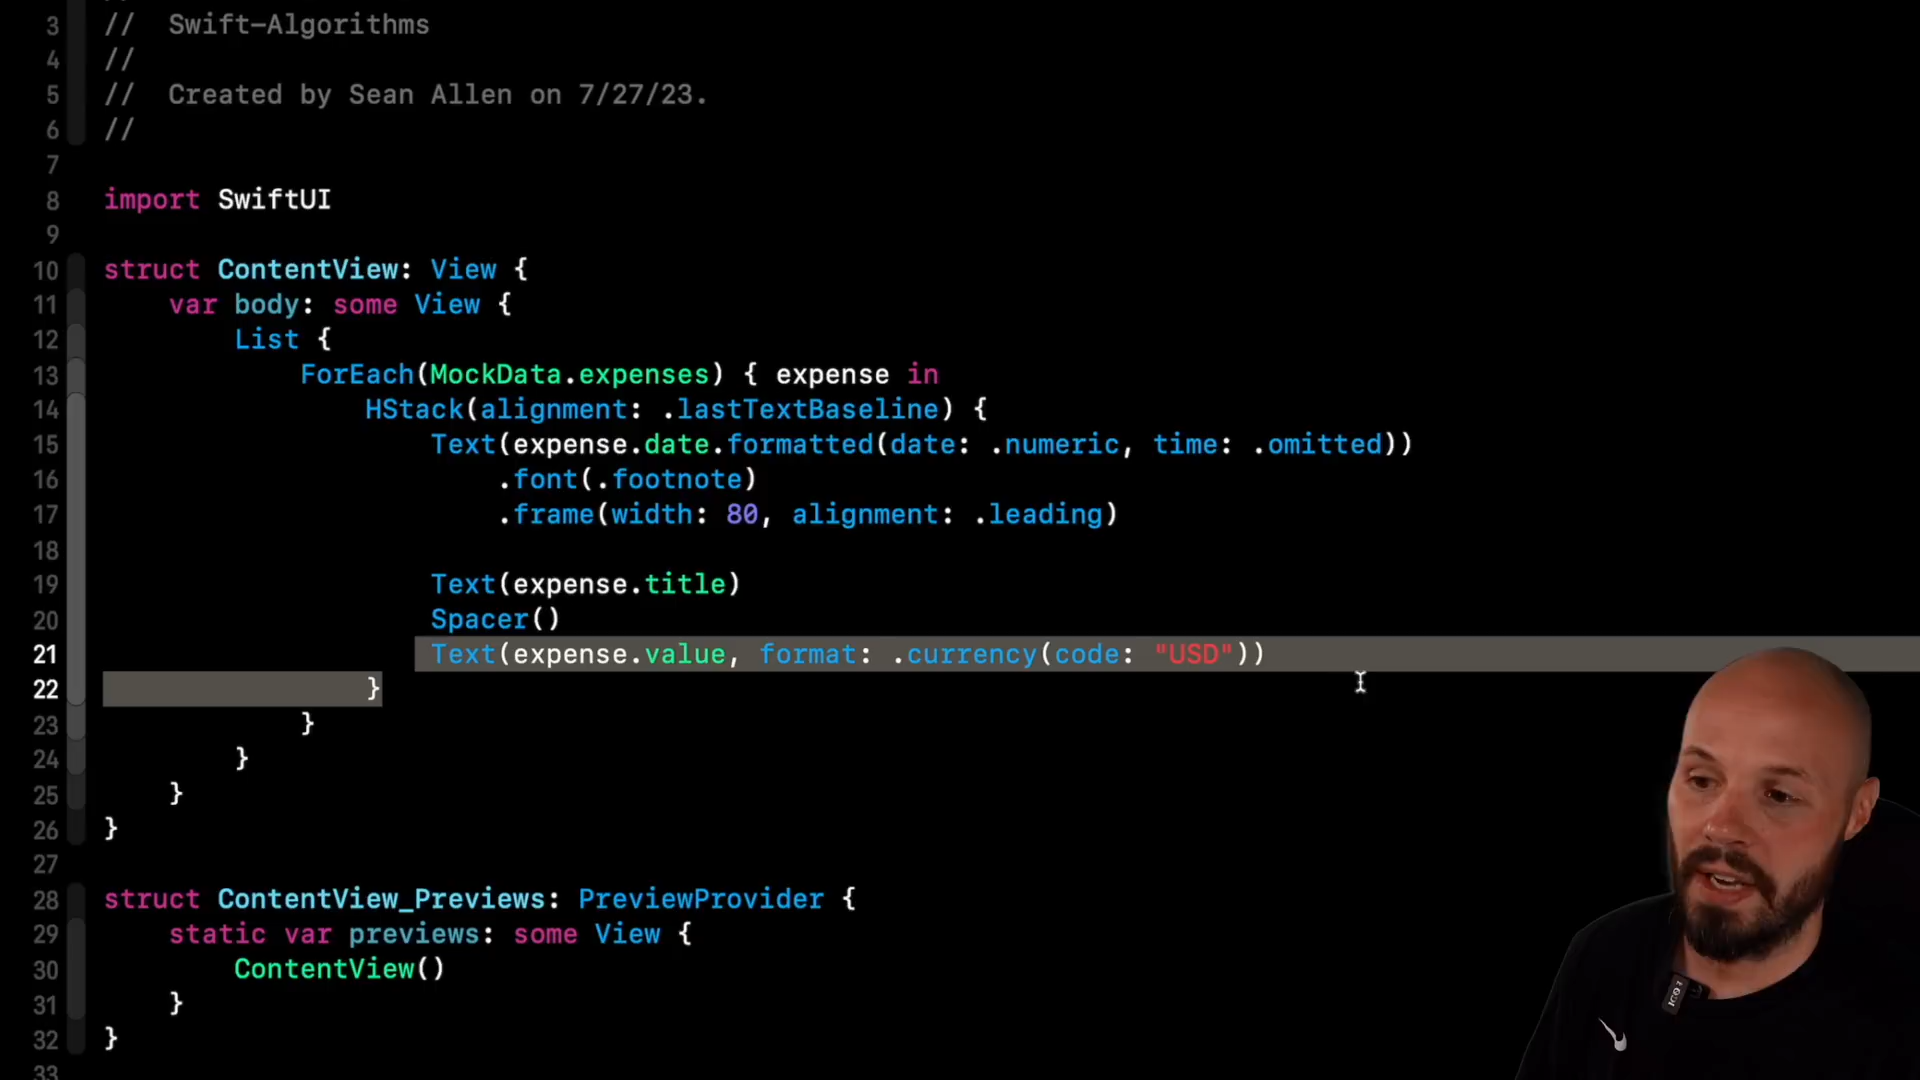 3 //  Swift-Algorithms
4 //
5 //  Created by Sean Allen on 7/27/23.
6 //
7
8 import SwiftUI
9
10 struct ContentView: View {
11     var body: some View {
12         List {
13             ForEach(MockData.expenses) { expense in
14                 HStack(alignment: .lastTextBaseline) {
15                     Text(expense.date.formatted(date: .numeric, time: .omitted))
16                         .font(.footnote)
17                         .frame(width: 80, alignment: .leading)
18
19                     Text(expense.title)
20                     Spacer()
21                     Text(expense.value, format: .currency(code: "USD"))
22                 }
23             }
24         }
25     }
26 }
27
28 struct ContentView_Previews: PreviewProvider {
29     static var previews: some View {
30         ContentView()
31     }
32 }
33